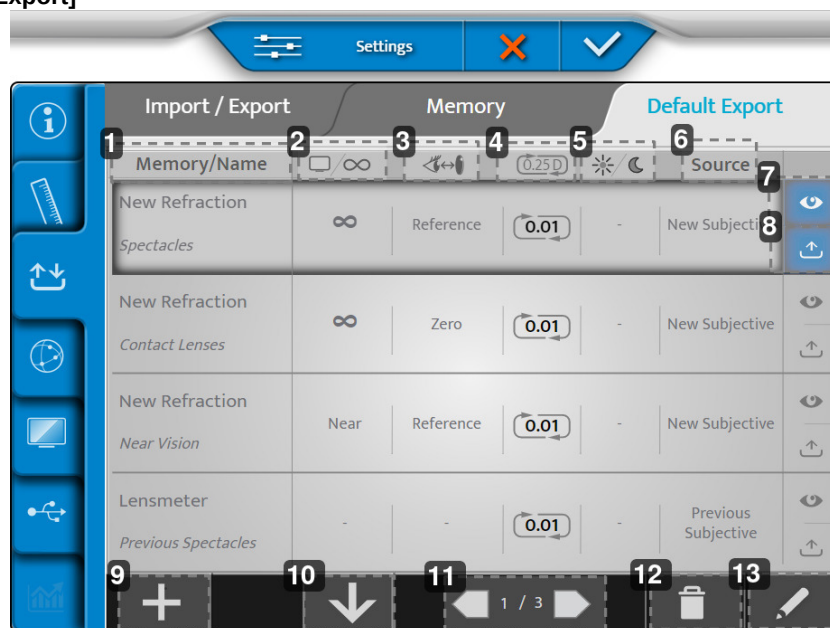 Export]
Settings
Import / Export
Memory
Default Export
1
2
3
4
5
6
Memory/Name
0.25 D
Source
7
New Refraction
Spectacles
Reference
0.01
-
New Subjecti
8
New Refraction
Contact Lenses
Zero
0.01
-
New Subjective
New Refraction
Near Vision
Near
Reference
0.01
-
New Subjective
Lensmeter
Previous Spectacles
-
-
0.01
-
Previous
Subjective
9
10
11
12
13
1 / 3